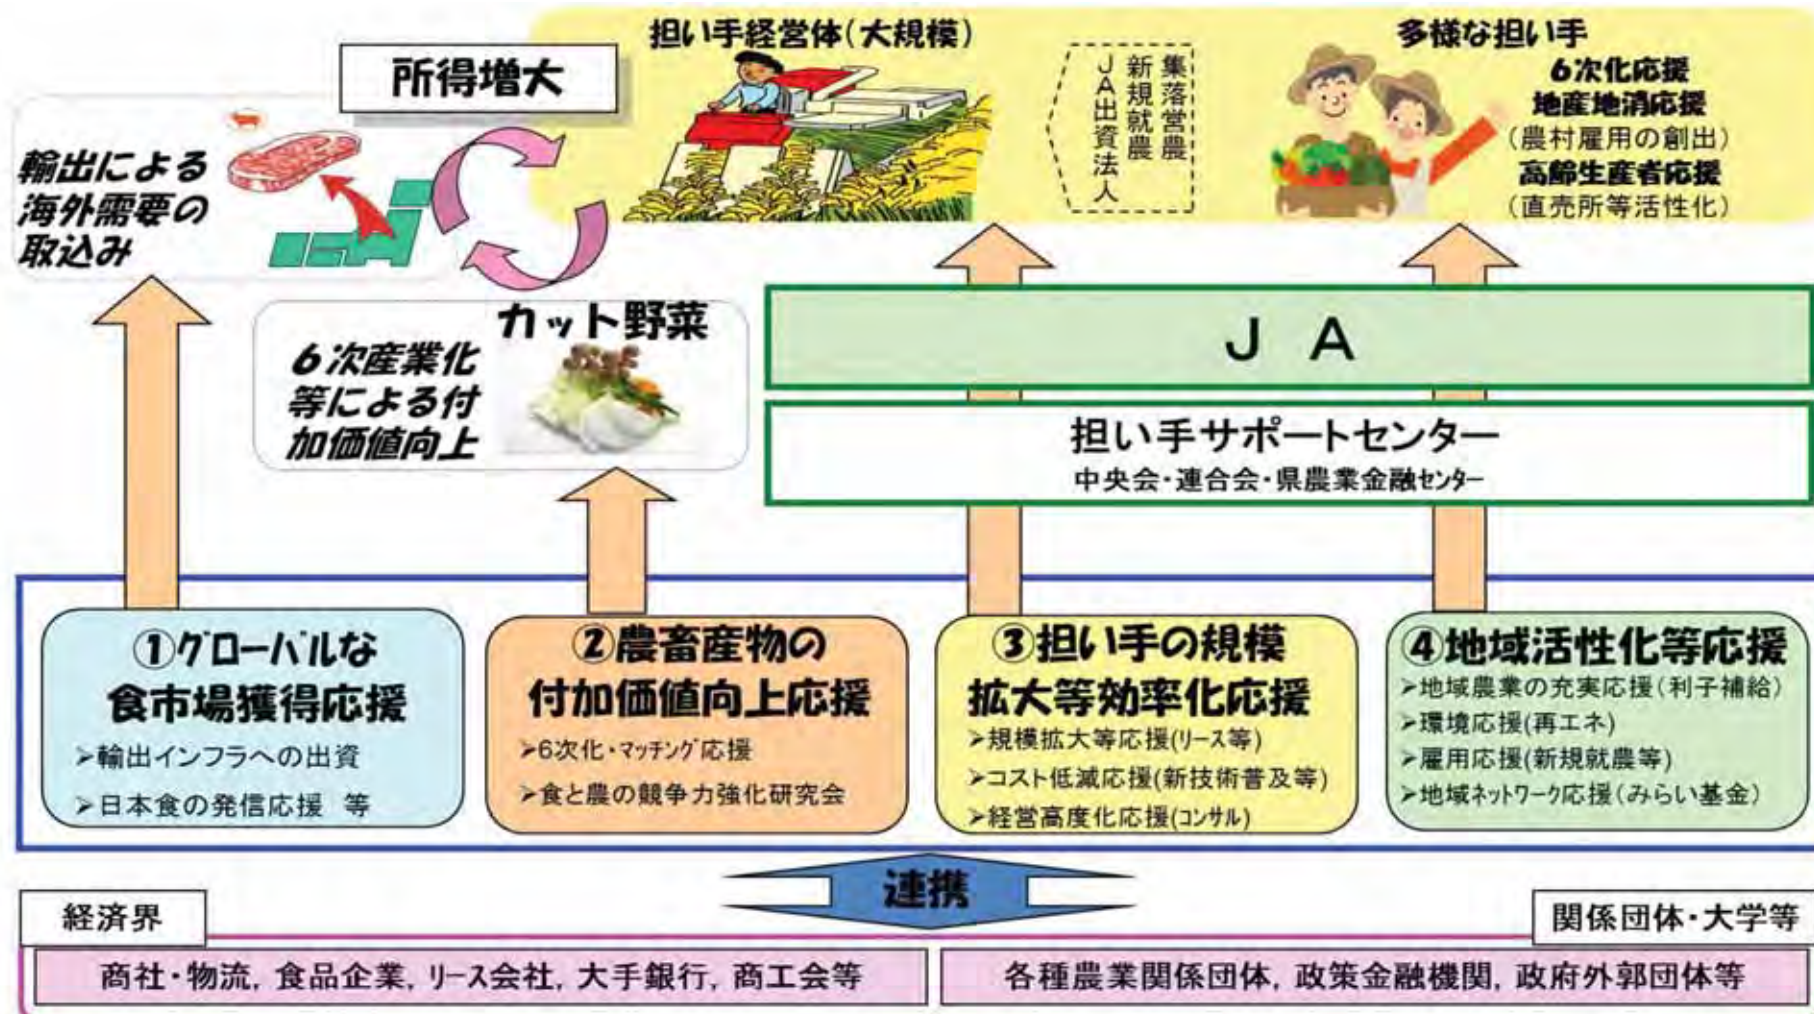 所得増大
担い手経営体(大規模)
集落営農
新規就農
JA出資法人
多様な担い手
6次化応援
地産地消応援
(農村雇用の創出)
高齢生産者応援
(直売所等活性化)
輸出による
海外需要の
取込み
カット野菜
6次産業化
等による付
加価値向上
JA
担い手サポートセンター
中央会・連合会・県農業金融センター
①グローバルな
食市場獲得応援
➢輸出インフラへの出資
➢日本食の発信応援 等
②農畜産物の
付加価値向上応援
➢6次化・マッチング応援
➢食と農の競争力強化研究会
③担い手の規模
拡大等効率化応援
➢規模拡大等応援(リース等)
➢コスト低減応援(新技術普及等)
➢経営高度化応援(コンサル)
④地域活性化等応援
➢地域農業の充実応援(利子補給)
➢環境応援(再エネ)
➢雇用応援(新規就農等)
➢地域ネットワーク応援(みらい基金)
連携
経済界
関係団体・大学等
商社・物流, 食品企業, リース会社, 大手銀行, 商工会等
各種農業関係団体, 政策金融機関, 政府外郭団体等